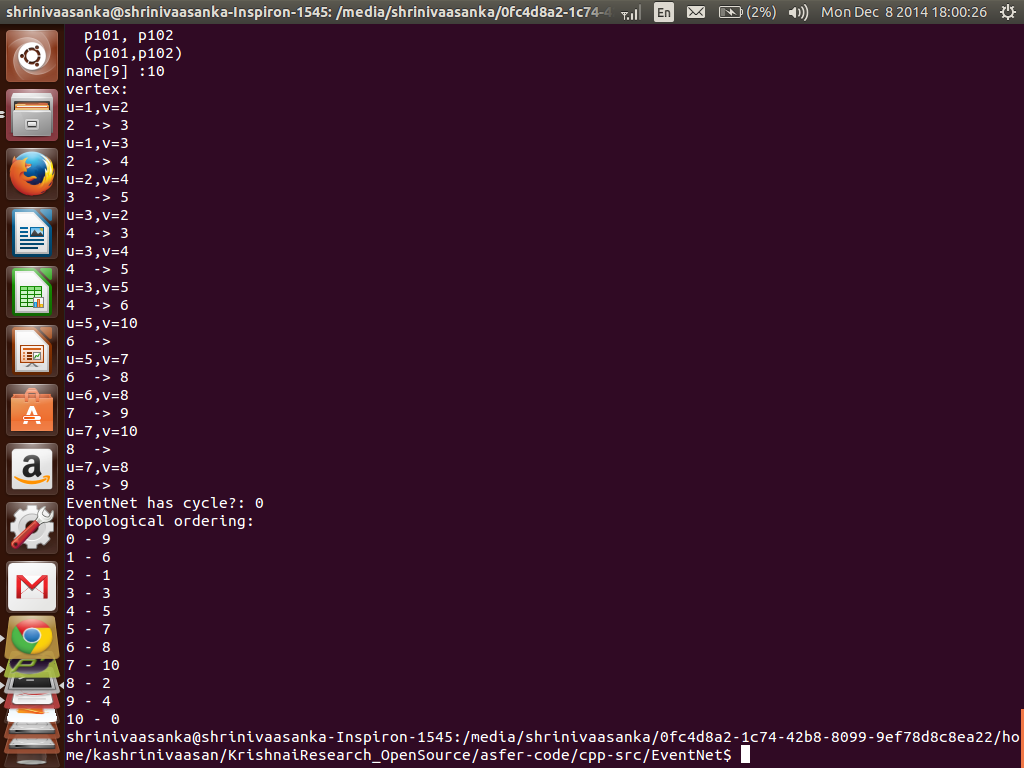 shrinivaasanka@shrinivaasanka-Inspiron-1545: /media/shrinivaasanka/0fc4d8a2-1c74-4
En
(2%)
Mon Dec 8 2014 18:00:26
p101, p102
(p101,p102)
name[9] :10
vertex:
u=1,v=2
2 -> 3
u=1,v=3
2 -> 4
u=2,v=4
3 -> 5
u=3,v=2
4 -> 3
u=3,v=4
4 -> 5
u=3,v=5
4 -> 6
u=5,v=10
6 ->
u=5,v=7
6 -> 8
u=6,v=8
7 -> 9
u=7,v=10
8 ->
u=7,v=8
8 -> 9
EventNet has cycle?: 0
topological ordering:
0 - 9
1 - 6
2 - 1
3 - 3
4 - 5
5 - 7
6 - 8
7 - 10
8 - 2
9 - 4
10 - 0
shrinivaasanka@shrinivaasanka-Inspiron-1545:/media/shrinivaasanka/0fc4d8a2-1c74-42b8-8099-9ef78d8c8ea22/ho
me/kashrinivaasan/KrishnaiResearch_OpenSource/asfer-code/cpp-src/EventNet$